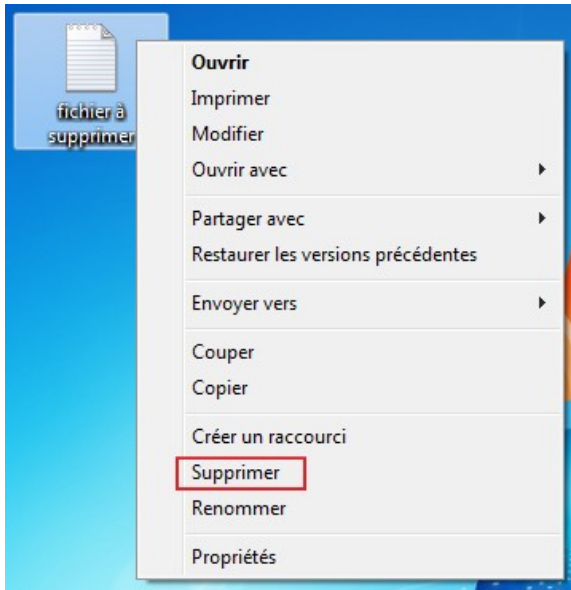 fichier à
supprimer
Ouvrir
Imprimer
Modifier
Ouvrir avec
Partager avec
Restaurer les versions précédentes
Envoyer vers
Couper
Copier
Créer un raccourci
Supprimer
Renommer
Propriétés